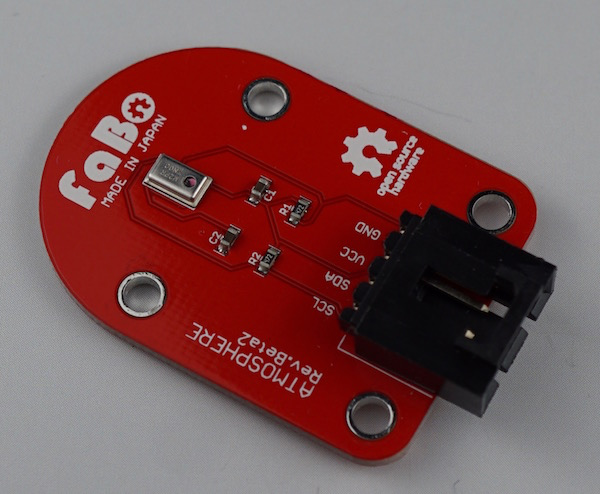 FaBo
MADE IN JAPAN
open source
hardware
C1
R1
C2
R2
GND
VCC
SDA
SCL
ATMOSPHERE
Rev.Beta2